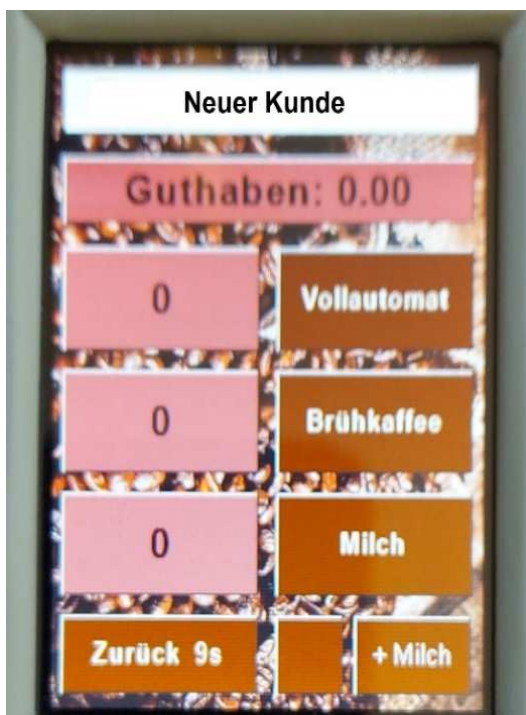 Neuer Kunde
Guthaben: 0.00
0 Vollautomat
0 Brühkaffee
0 Milch
Zurück 9s + Milch